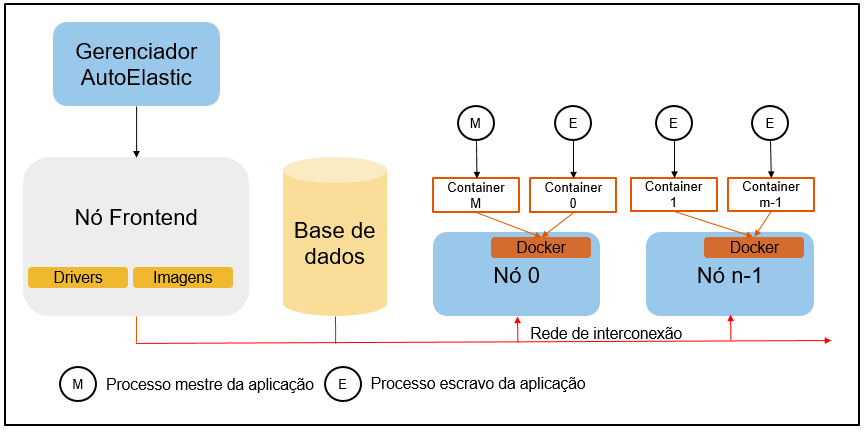 Gerenciador
AutoElastic
M
E
E
E
Container
M
Container
0
Container
1
Container
m-1
Nó Frontend
Drivers
Imagens
Base de
dados
Docker
Nó 0
Docker
Nó n-1
Rede de interconexão
M
Processo mestre da aplicação
E
Processo escravo da aplicação